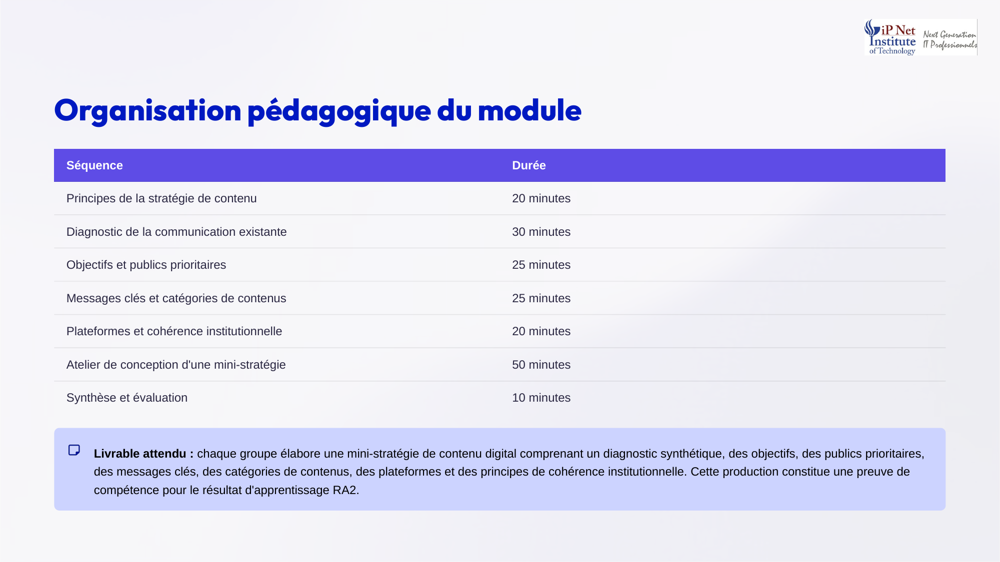 iP Net
Institute
of Technology
Next Generation
IT Professionnels
Organisation pédagogique du module
Séquence Durée
Principes de la stratégie de contenu 20 minutes
Diagnostic de la communication existante 30 minutes
Objectifs et publics prioritaires 25 minutes
Messages clés et catégories de contenus 25 minutes
Plateformes et cohérence institutionnelle 20 minutes
Atelier de conception d'une mini-stratégie 50 minutes
Synthèse et évaluation 10 minutes
Livrable attendu : chaque groupe élabore une mini-stratégie de contenu digital comprenant un diagnostic synthétique, des objectifs, des publics prioritaires,
des messages clés, des catégories de contenus, des plateformes et des principes de cohérence institutionnelle. Cette production constitue une preuve de
compétence pour le résultat d'apprentissage RA2.